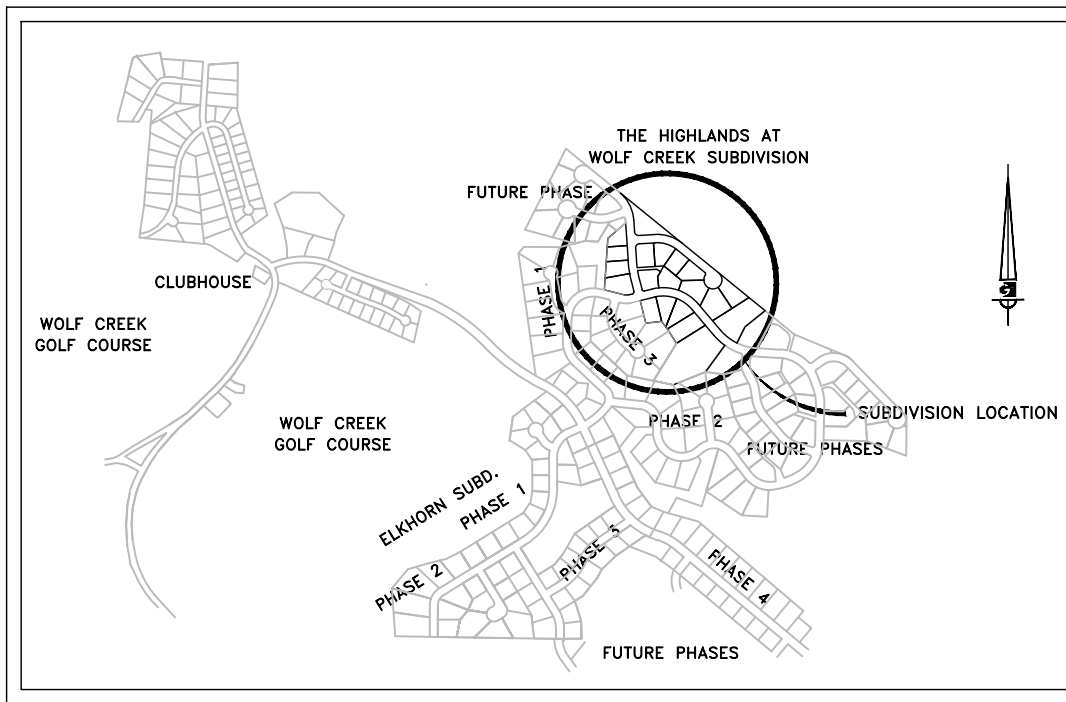 THE HIGHLANDS AT
WOLF CREEK SUBDIVISION
FUTURE PHASE
PHASE 1
CLUBHOUSE
WOLF CREEK
GOLF COURSE
PHASE 3
WOLF CREEK
GOLF COURSE
PHASE 2
SUBDIVISION LOCATION
FUTURE PHASES
ELKHORN SUBD.
PHASE 1
PHASE 2
PHASE 3
PHASE 4
FUTURE PHASES